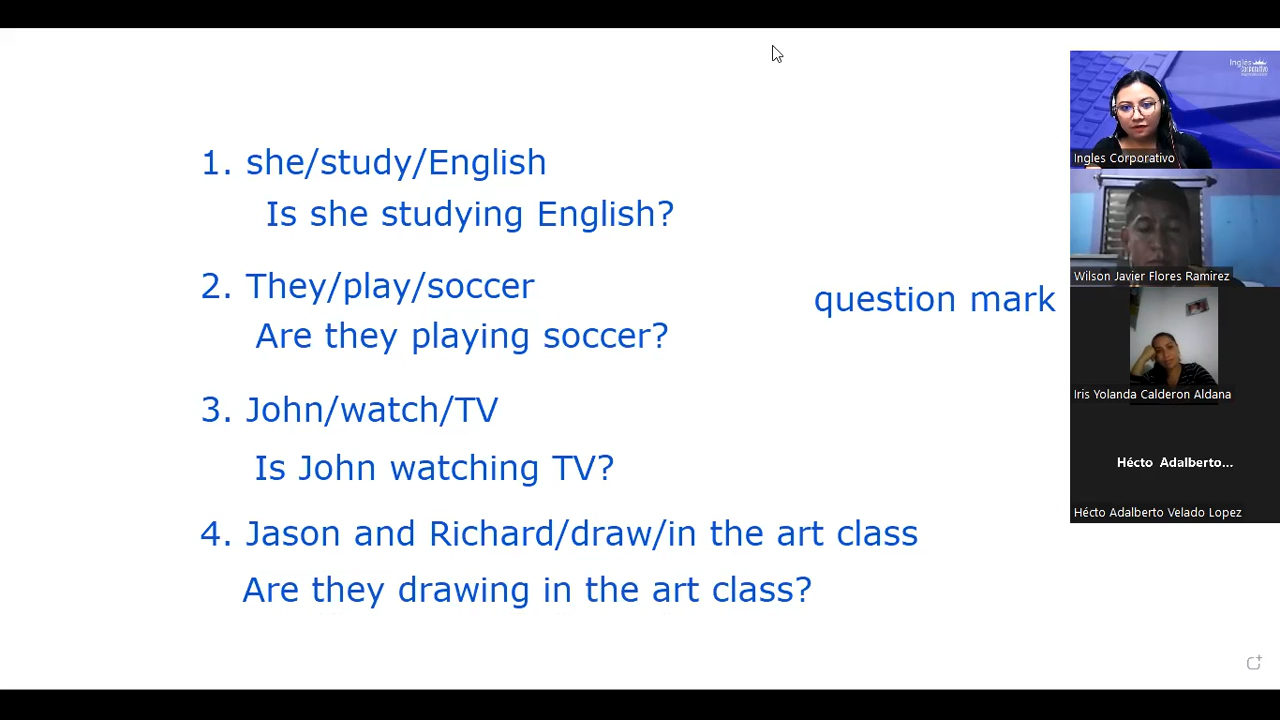 1. she/study/English
Is she studying English?
2. They/play/soccer
Are they playing soccer?
question mark
3. John/watch/TV
Is John watching TV?
4. Jason and Richard/draw/in the art class
Are they drawing in the art class?
Ingles
corporativo
Ingles Corporativo
Wilson Javier Flores Ramirez
Iris Yolanda Calderon Aldana
Hécto Adalberto...
Hécto Adalberto Velado Lopez